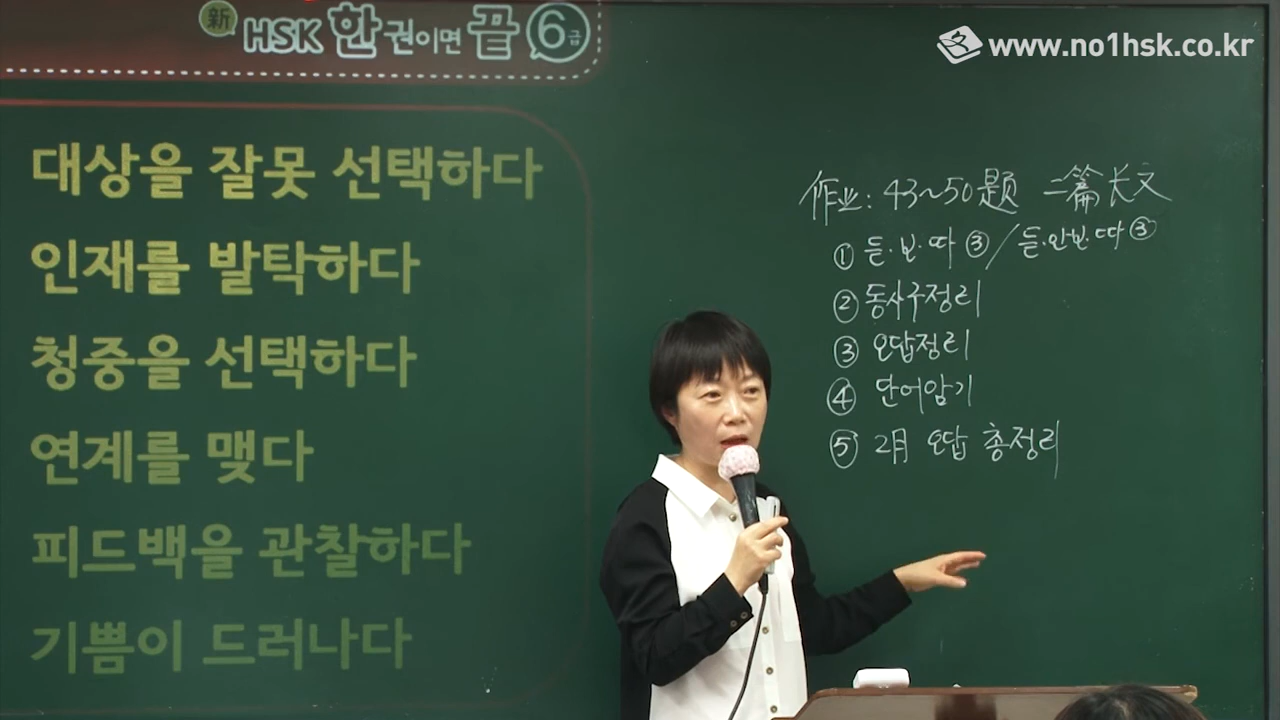 新 HSK 한권이면 끝 6급
www.no1hsk.co.kr
대상을 잘못 선택하다
인재를 발탁하다
청중을 선택하다
연계를 맺다
피드백을 관찰하다
기쁨이 드러나다
作业: 43~50题 二篇长文
① 듣·보·따 ③ / 듣·안보·따 ③
② 동사구정리
③ 오답정리
④ 단어암기
⑤ 2月 오답 총정리